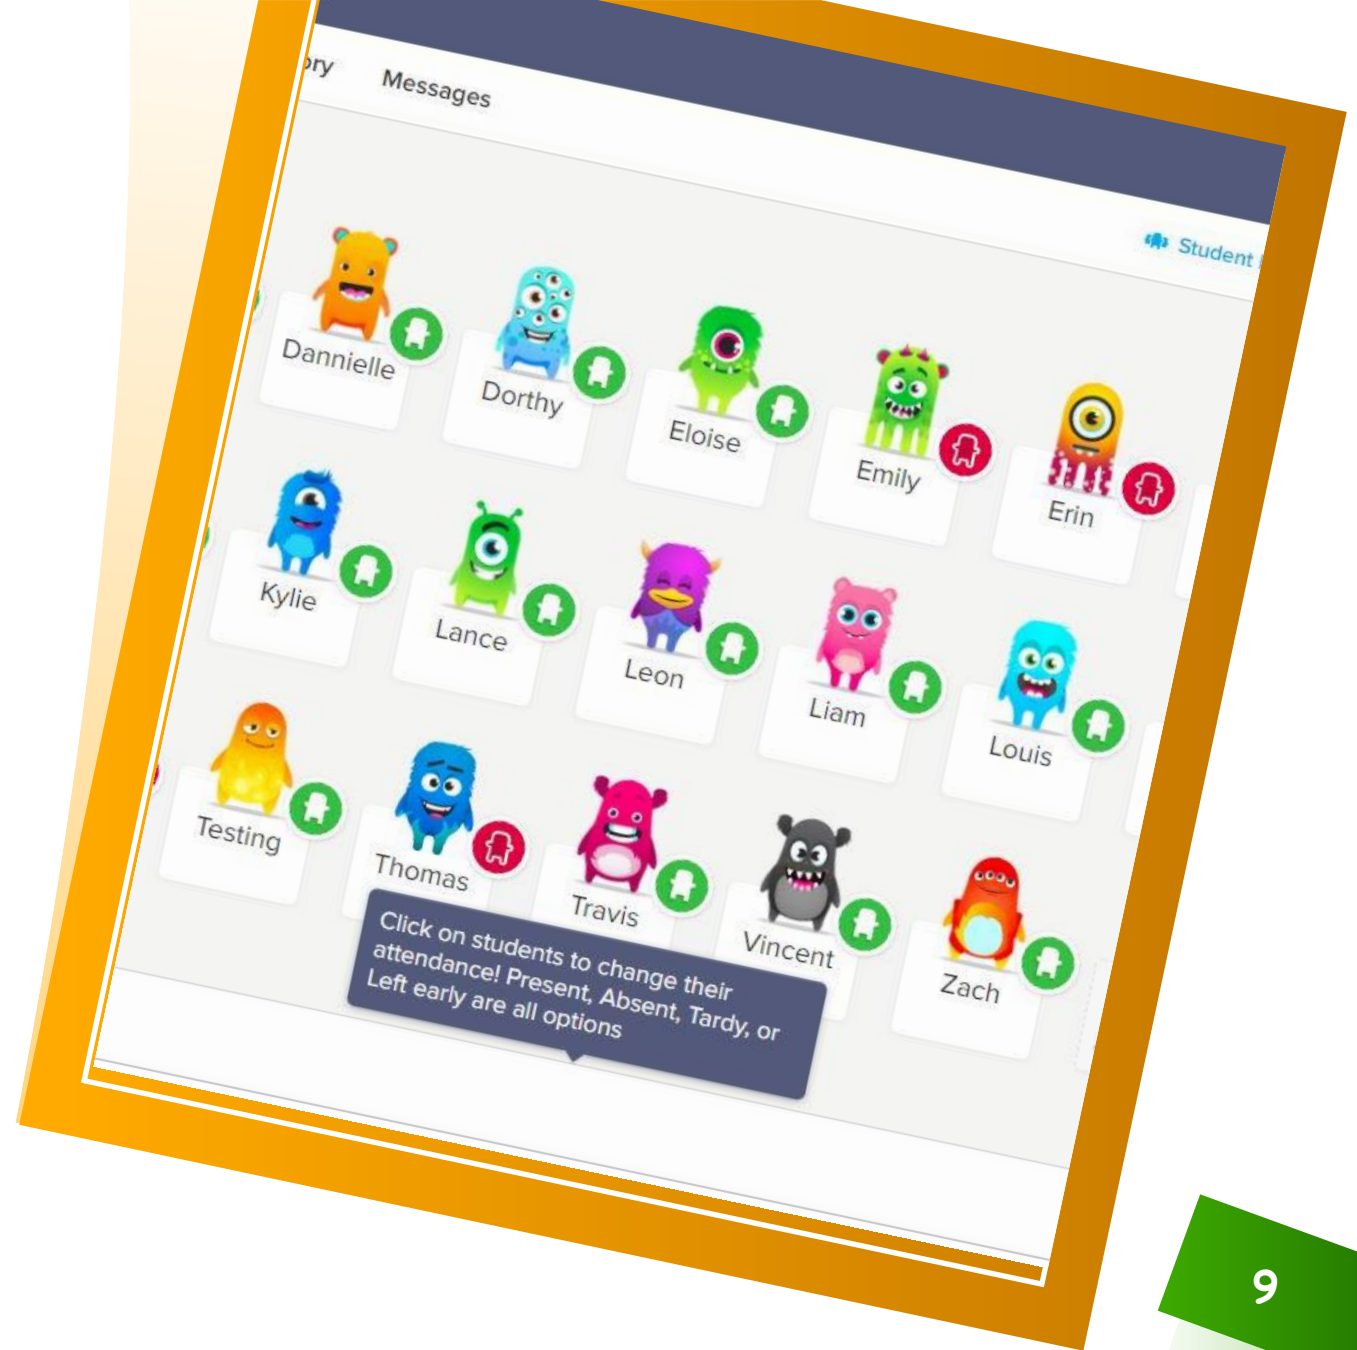 Messages
Student
Dannielle
Dorthy
Eloise
Emily
Erin
Kylie
Lance
Leon
Liam
Louis
Testing
Thomas
Travis
Vincent
Zach
Click on students to change their
attendance! Present, Absent, Tardy, or
Left early are all options
9